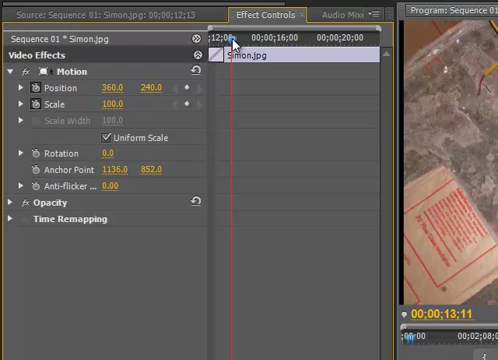 Source: Sequence 01: Simon.jpg: 00;00;12;13
Effect Controls
Audio Mixe
Program: Sequence 01
Sequence 01 * Simon.jpg
;12;00
00;00;16;00
00;00;20;00
Video Effects
Simon.jpg
Motion
Position 360.0 240.0
Scale 100.0
Scale Width 100.0
Uniform Scale
Rotation 0.0
Anchor Point 1136.0 852.0
Anti-flicker ... 0.00
Opacity
Time Remapping
00;00;13;11
;00;00
00;02;08;0